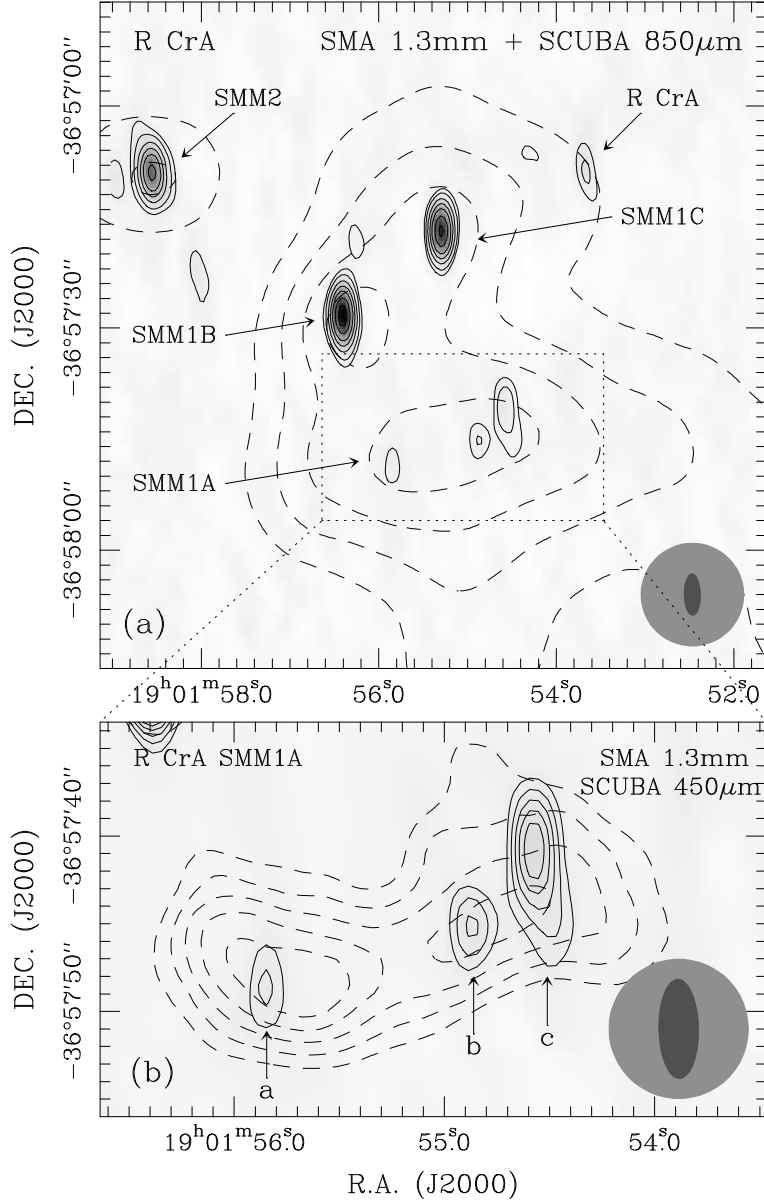 R CrA SMA 1.3mm + SCUBA 850μm
SMM2
R CrA
SMM1C
SMM1B
SMM1A
(a)
DEC. (J2000)
−36°57′00″
−36°57′30″
−36°58′00″
19h01m58s.0 56s.0 54s.0 52s.0
R CrA SMM1A SMA 1.3mm
SCUBA 450μm
a
b
c
(b)
DEC. (J2000)
−36°57′40″
−36°57′50″
19h01m56s.0 55s.0 54s.0
R.A. (J2000)